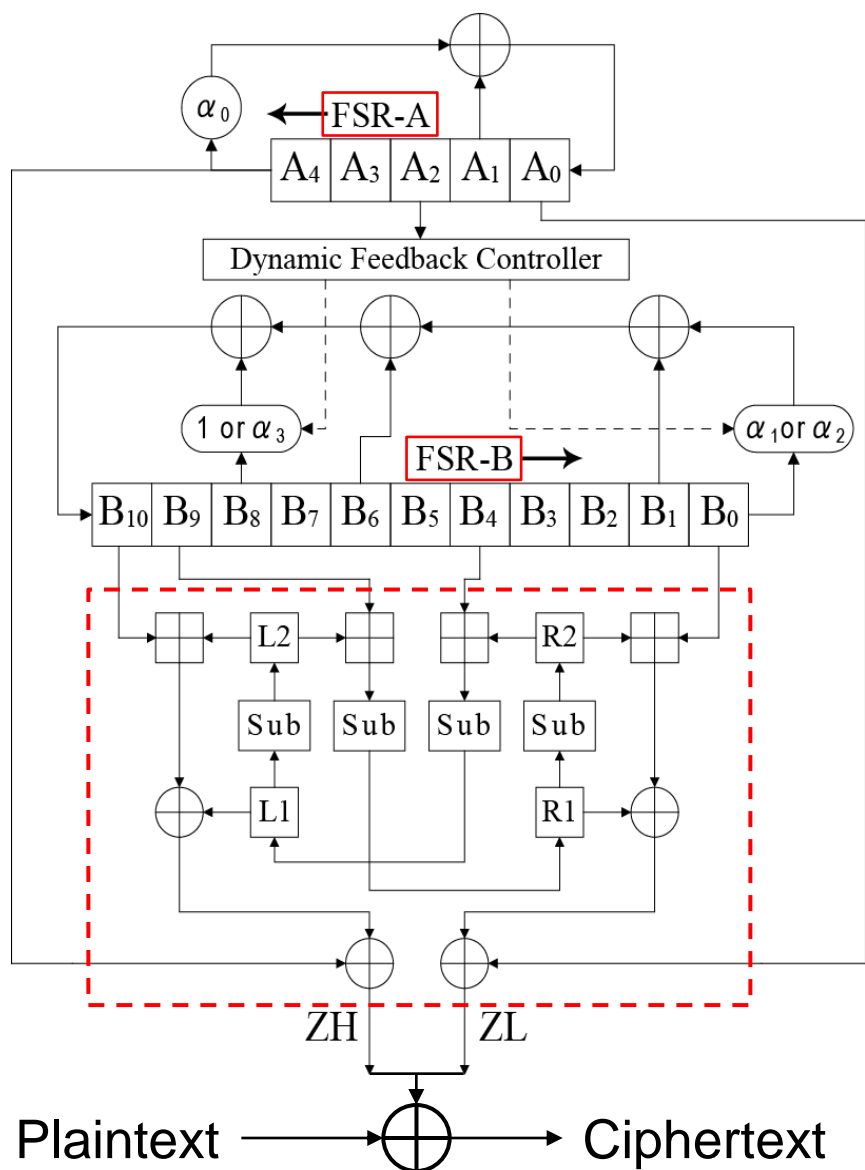 α₀
FSR-A
A₄ A₃ A₂ A₁ A₀
Dynamic Feedback Controller
1 or α₃
α₁ or α₂
FSR-B
B₁₀ B₉ B₈ B₇ B₆ B₅ B₄ B₃ B₂ B₁ B₀
L2 R2
Sub Sub Sub Sub
L1 R1
ZH ZL
Plaintext Ciphertext